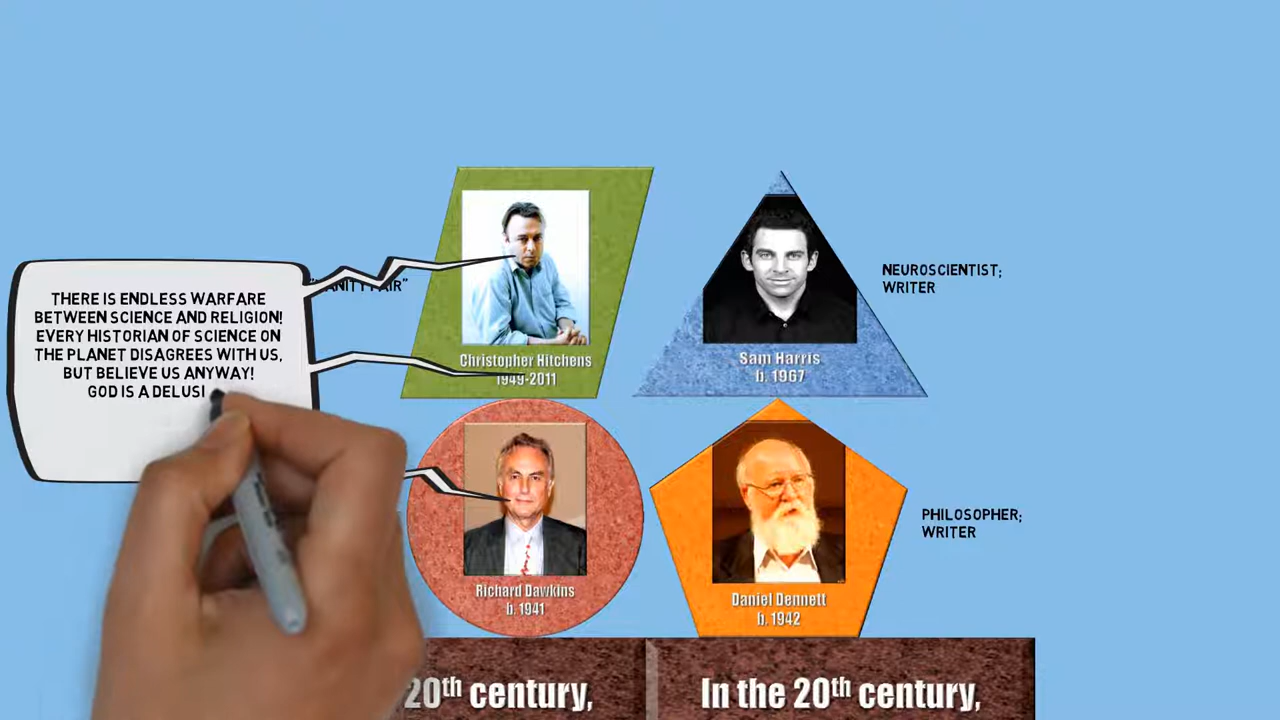 THERE IS ENDLESS WARFARE
BETWEEN SCIENCE AND RELIGION!
EVERY HISTORIAN OF SCIENCE ON
THE PLANET DISAGREES WITH US,
BUT BELIEVE US ANYWAY!
GOD IS A DELUSI
Christopher Hitchens
1949-2011
Sam Harris
b. 1967
NEUROSCIENTIST;
WRITER
Richard Dawkins
b. 1941
Daniel Dennett
b. 1942
PHILOSOPHER;
WRITER
20th century,
In the 20th century,